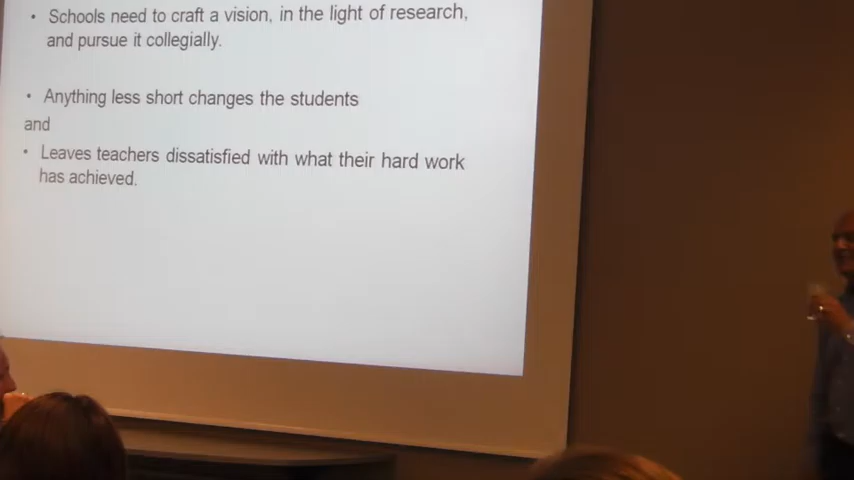 • Schools need to craft a vision, in the light of research,
and pursue it collegially.
• Anything less short changes the students
and
• Leaves teachers dissatisfied with what their hard work
has achieved.